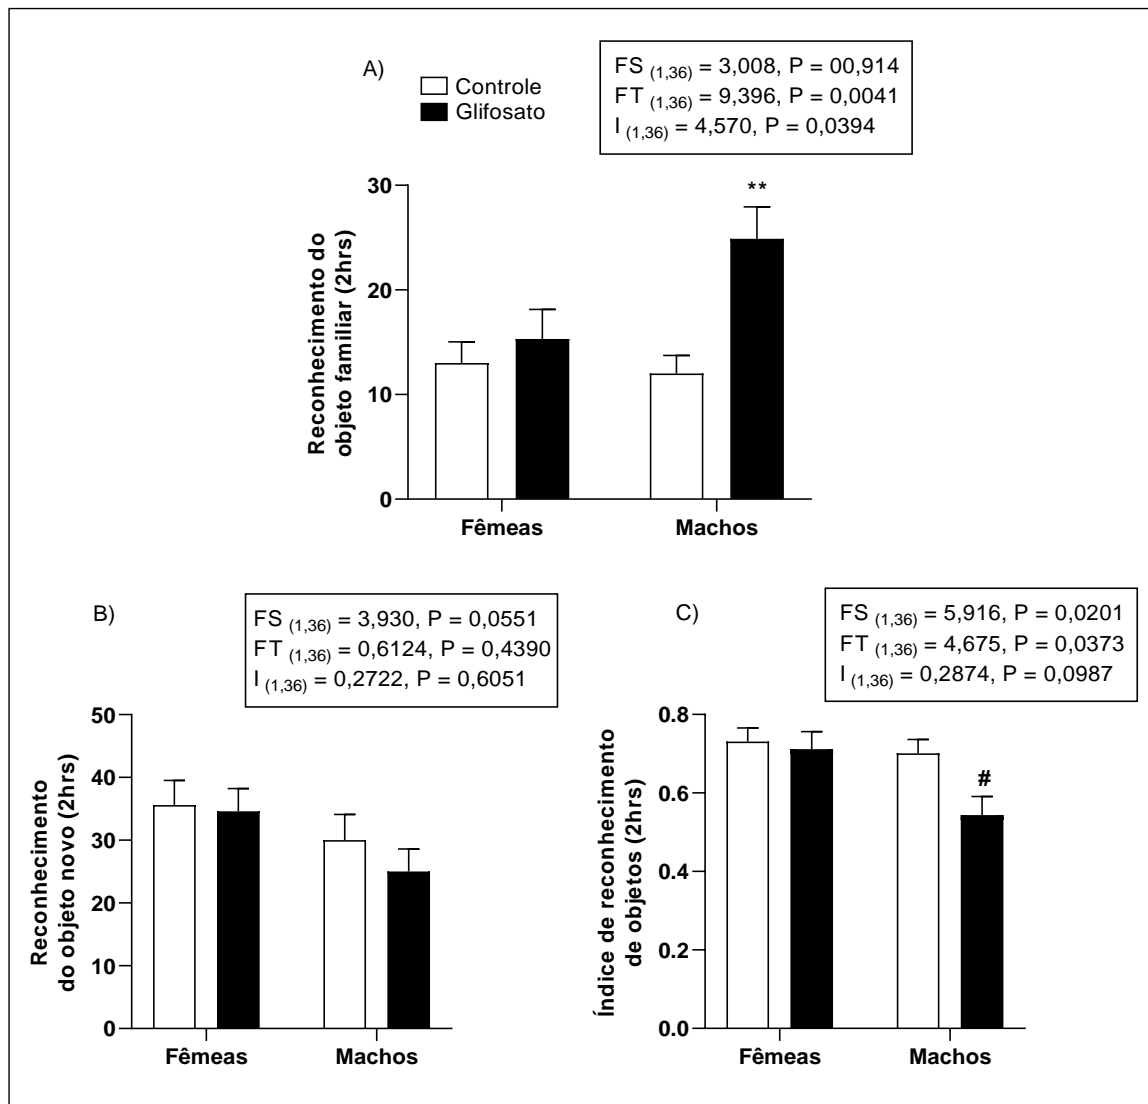 A)
Controle
Glifosato
FS (1,36) = 3,008, P = 00,914
FT (1,36) = 9,396, P = 0,0041
I (1,36) = 4,570, P = 0,0394
Reconhecimento do
objeto familiar (2hrs)
30
20
10
0
**
Fêmeas
Machos
B)
FS (1,36) = 3,930, P = 0,0551
FT (1,36) = 0,6124, P = 0,4390
I (1,36) = 0,2722, P = 0,6051
Reconhecimento
do objeto novo (2hrs)
50
40
30
20
10
0
Fêmeas
Machos
C)
FS (1,36) = 5,916, P = 0,0201
FT (1,36) = 4,675, P = 0,0373
I (1,36) = 0,2874, P = 0,0987
Índice de reconhecimento
de objetos (2hrs)
0.8
0.6
0.4
0.2
0.0
#
Fêmeas
Machos